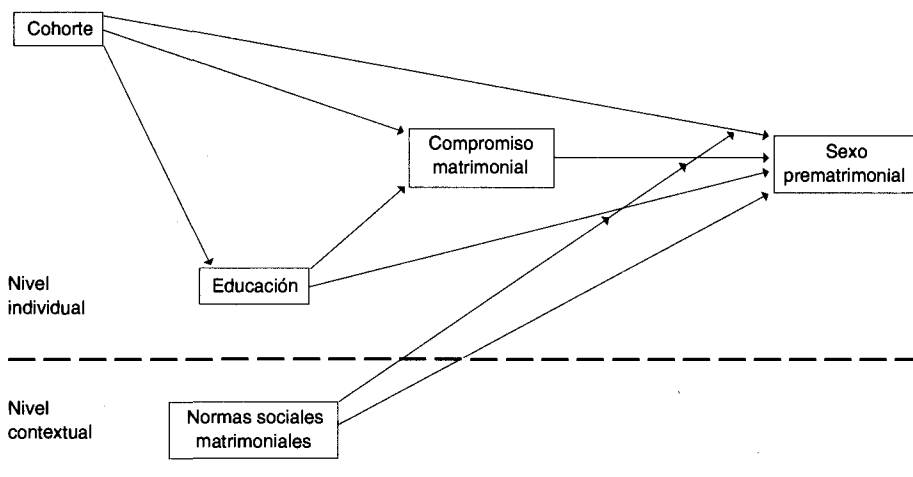 Cohorte
Compromiso
matrimonial
Sexo
prematrimonial
Educación
Nivel
individual
Nivel
contextual
Normas sociales
matrimoniales